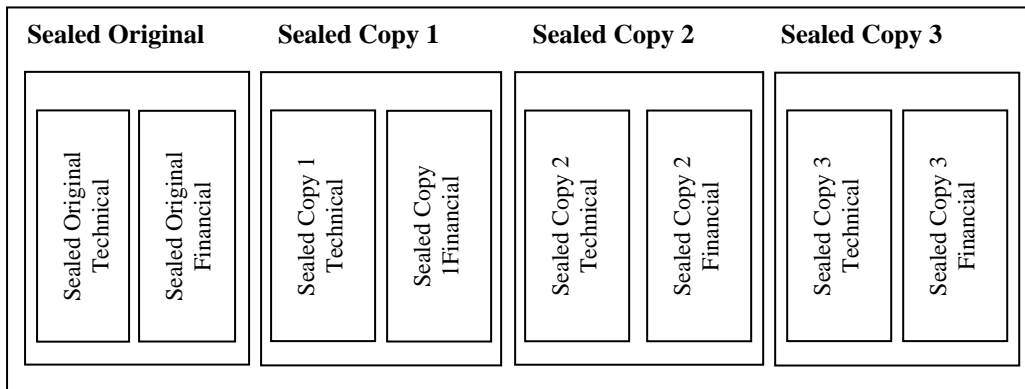 Sealed Original
Sealed Copy 1
Sealed Copy 2
Sealed Copy 3
Sealed Original
Technical
Sealed Original
Financial
Sealed Copy 1
Technical
Sealed Copy
1Financial
Sealed Copy 2
Technical
Sealed Copy 2
Financial
Sealed Copy 3
Technical
Sealed Copy 3
Financial